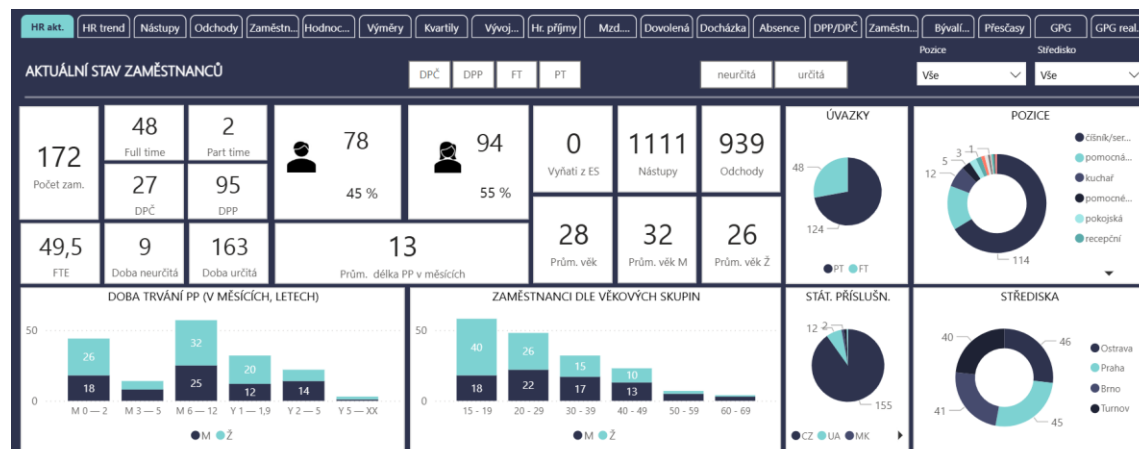 HR akt.
HR trend
Nástupy
Odchody
Zaměstn...
Hodnoc...
Výměry
Kvartily
Vývoj...
Hr. příjmy
Mzd....
Dovolená
Docházka
Absence
DPP/DPČ
Zaměstn...
Bývalí...
Přesčasy
GPG
GPG real.
AKTUÁLNÍ STAV ZAMĚSTNANCŮ
DPČ
DPP
FT
PT
neurčitá
určitá
Pozice
Vše
Středisko
Vše
172
Počet zam.
48
Full time
2
Part time
27
DPČ
95
DPP
78
45 %
94
55 %
0
Vyňatí z ES
1111
Nástupy
939
Odchody
49,5
FTE
9
Doba neurčitá
163
Doba určitá
13
Prům. délka PP v měsících
28
Prům. věk
32
Prům. věk M
26
Prům. věk Ž
ÚVAZKY
48
124
PT
FT
POZICE
1
3
5
12
114
číšník/ser...
pomocná...
kuchař
pomocné...
pokojská
recepční
DOBA TRVÁNÍ PP (V MĚSÍCÍCH, LETECH)
50
0
26
18
32
25
20
12
14
M 0 — 2
M 3 — 5
M 6 — 12
Y 1 — 1,9
Y 2 — 5
Y 5 — XX
M
Ž
ZAMĚSTNANCI DLE VĚKOVÝCH SKUPIN
50
0
40
18
26
22
15
17
10
13
15 - 19
20 - 29
30 - 39
40 - 49
50 - 59
60 - 69
M
Ž
STÁT. PŘÍSLUŠN.
12
2
155
CZ
UA
MK
STŘEDISKA
40
46
41
45
Ostrava
Praha
Brno
Turnov